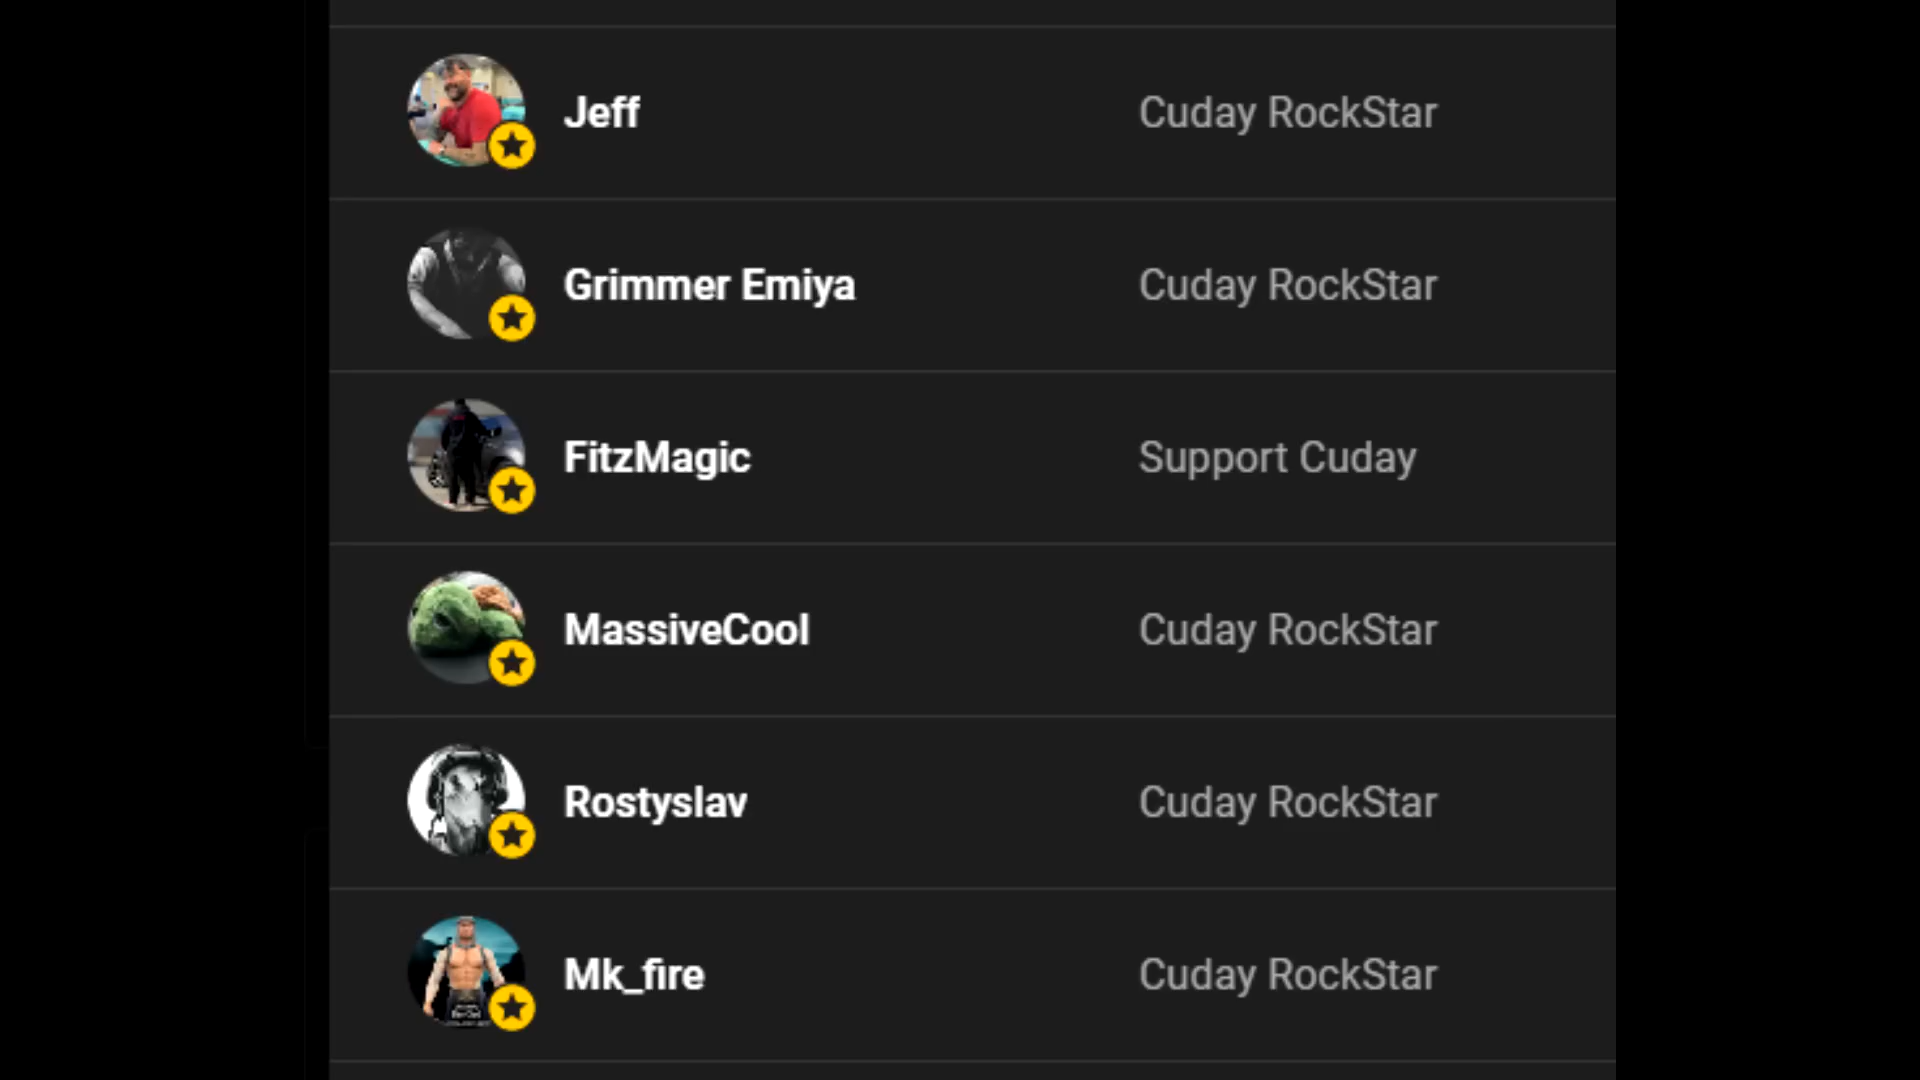 Jeff Cuday RockStar
Grimmer Emiya Cuday RockStar
FitzMagic Support Cuday
MassiveCool Cuday RockStar
Rostyslav Cuday RockStar
Mk_fire Cuday RockStar